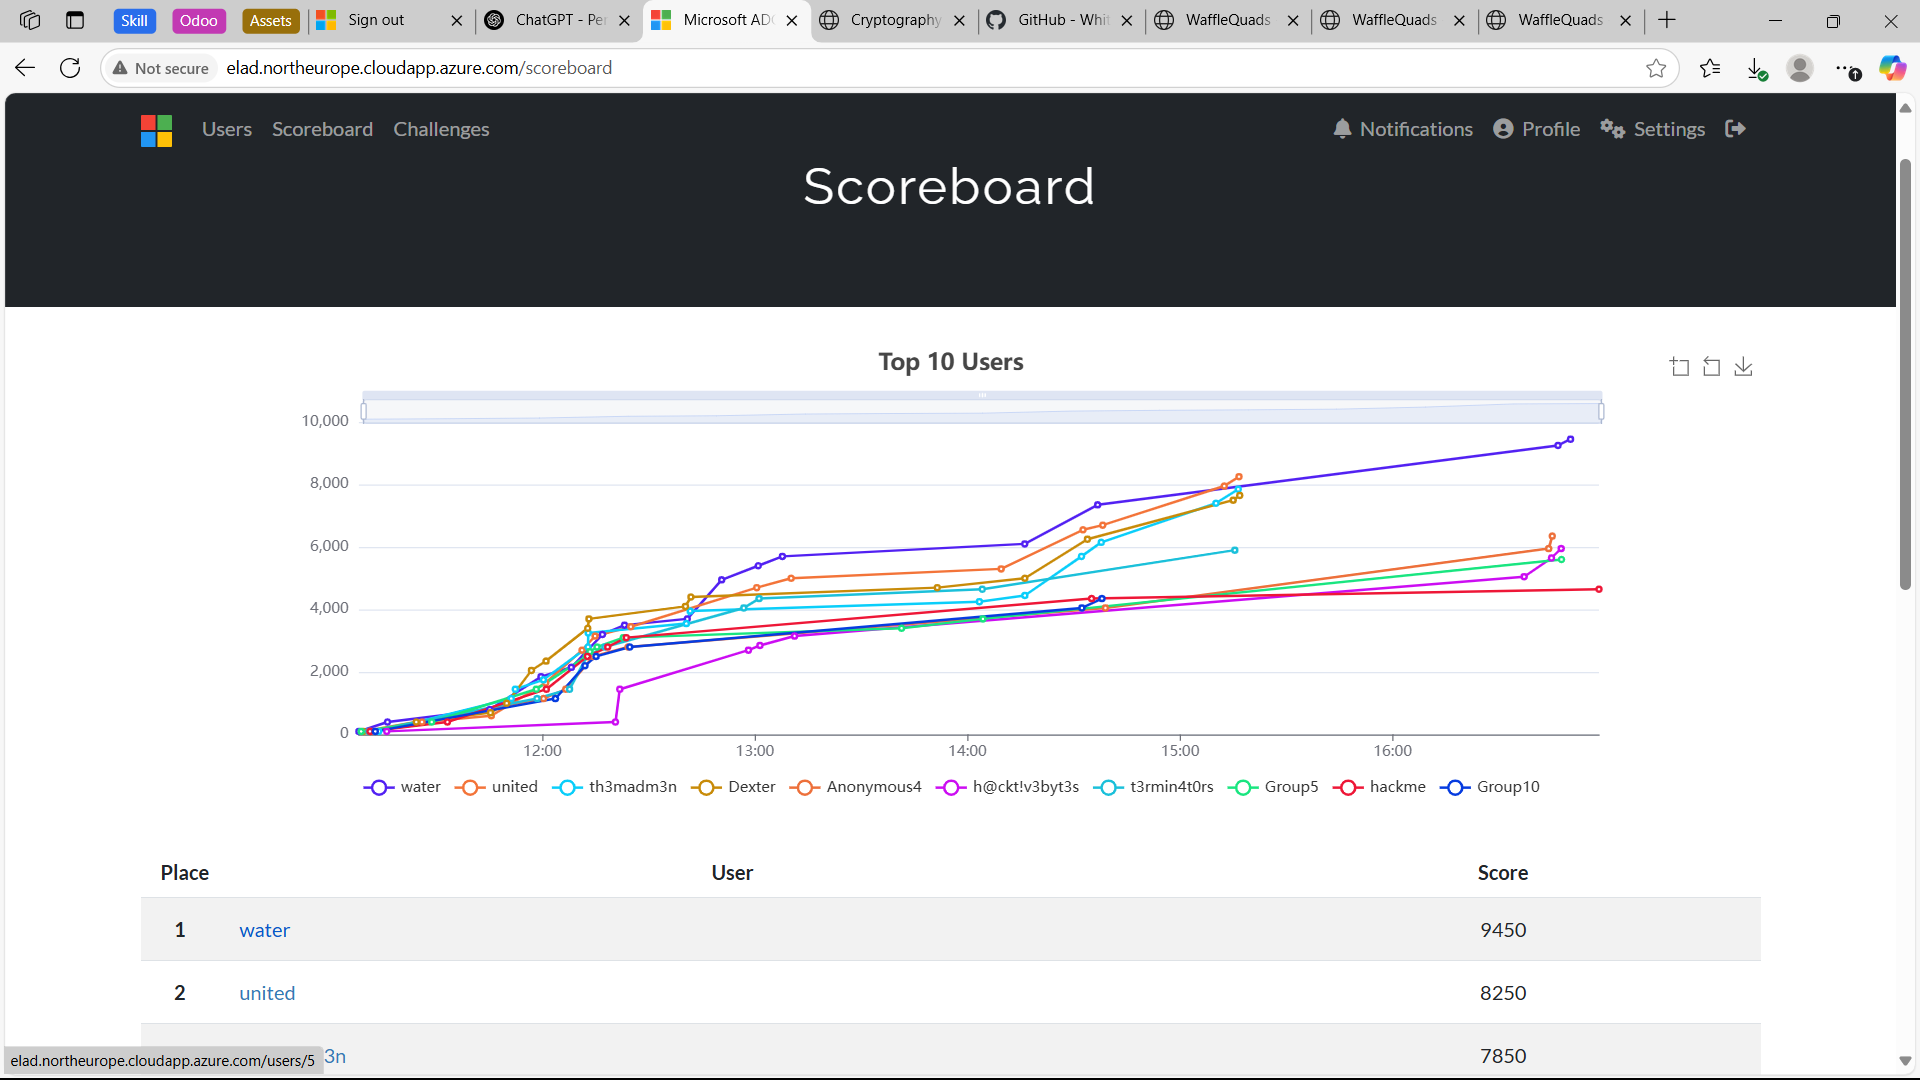 Skill Odoo Assets Sign out ChatGPT - Pe Microsoft AD Cryptography GitHub - Whit WaffleQuads WaffleQuads WaffleQuads
Not secure elad.northeurope.cloudapp.azure.com/scoreboard
Users Scoreboard Challenges Notifications Profile Settings
Scoreboard
Top 10 Users
10,000
8,000
6,000
4,000
2,000
0
12:00 13:00 14:00 15:00 16:00
water united th3madm3n Dexter Anonymous4 h@ckt!v3byt3s t3rmin4t0rs Group5 hackme Group10
Place User Score
1 water 9450
2 united 8250
3n 7850
elad.northeurope.cloudapp.azure.com/users/5